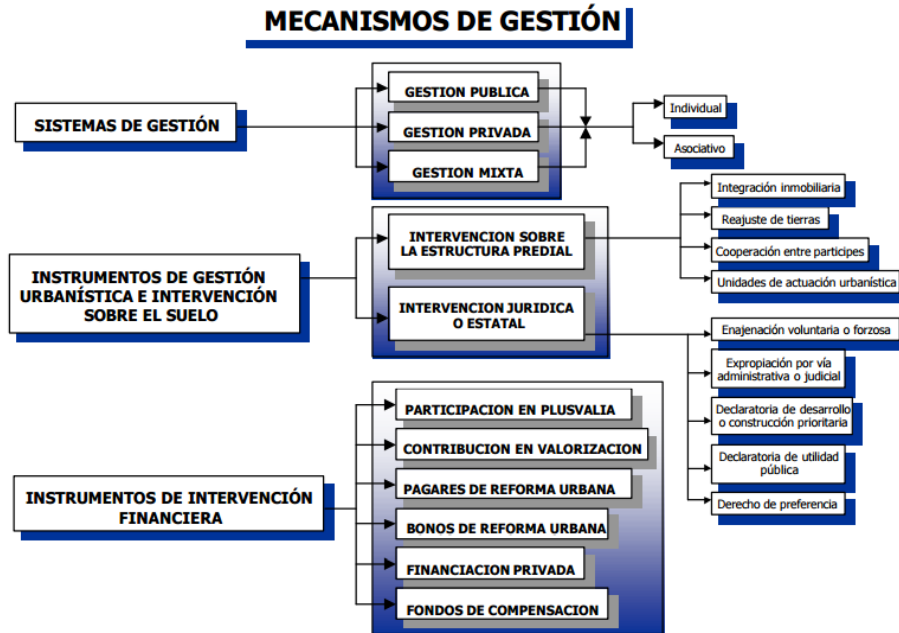 MECANISMOS DE GESTIÓN
SISTEMAS DE GESTIÓN
GESTION PUBLICA
GESTION PRIVADA
GESTION MIXTA
Individual
Asociativo
INSTRUMENTOS DE GESTIÓN
URBANÍSTICA E INTERVENCIÓN
SOBRE EL SUELO
INTERVENCION SOBRE
LA ESTRUCTURA PREDIAL
INTERVENCION JURIDICA
O ESTATAL
Integración inmobiliaria
Reajuste de tierras
Cooperación entre participes
Unidades de actuación urbanística
Enajenación voluntaria o forzosa
Expropiación por vía
administrativa o judicial
Declaratoria de desarrollo
o construcción prioritaria
Declaratoria de utilidad
pública
Derecho de preferencia
INSTRUMENTOS DE INTERVENCIÓN
FINANCIERA
PARTICIPACION EN PLUSVALIA
CONTRIBUCION EN VALORIZACION
PAGARES DE REFORMA URBANA
BONOS DE REFORMA URBANA
FINANCIACION PRIVADA
FONDOS DE COMPENSACION